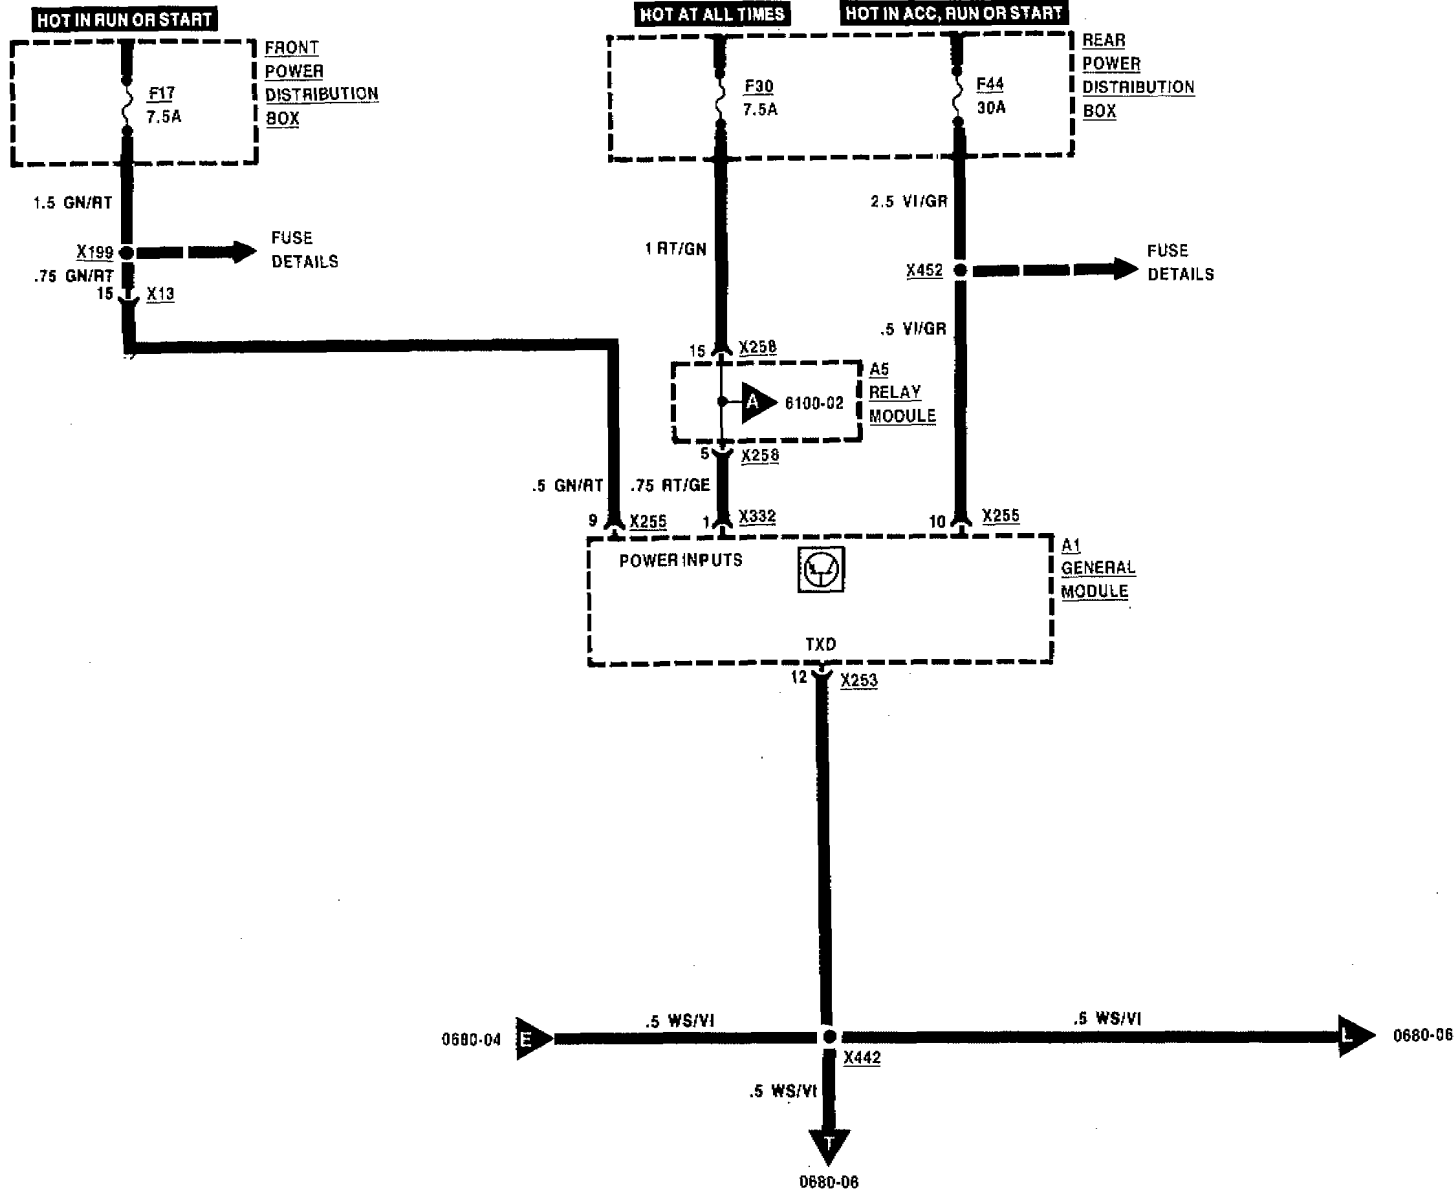 HOT IN RUN OR START
HOT AT ALL TIMES
HOT IN ACC, RUN OR START
FRONT
POWER
DISTRIBUTION
BOX
F17
7.5A
F30
7.5A
F44
30A
REAR
POWER
DISTRIBUTION
BOX
1.5 GN/RT
X199
FUSE
DETAILS
.75 GN/RT
15
X13
1 RT/GN
2.5 VI/GR
X452
FUSE
DETAILS
.5 VI/GR
15
X258
A
6100-02
A5
RELAY
MODULE
5
X258
.5 GN/RT
.75 RT/GE
9
X255
1
X332
10
X255
POWER INPUTS
A1
GENERAL
MODULE
TXD
12
X253
0680-04
E
.5 WS/VI
.5 WS/VI
L
0680-06
X442
.5 WS/VI
T
0680-06